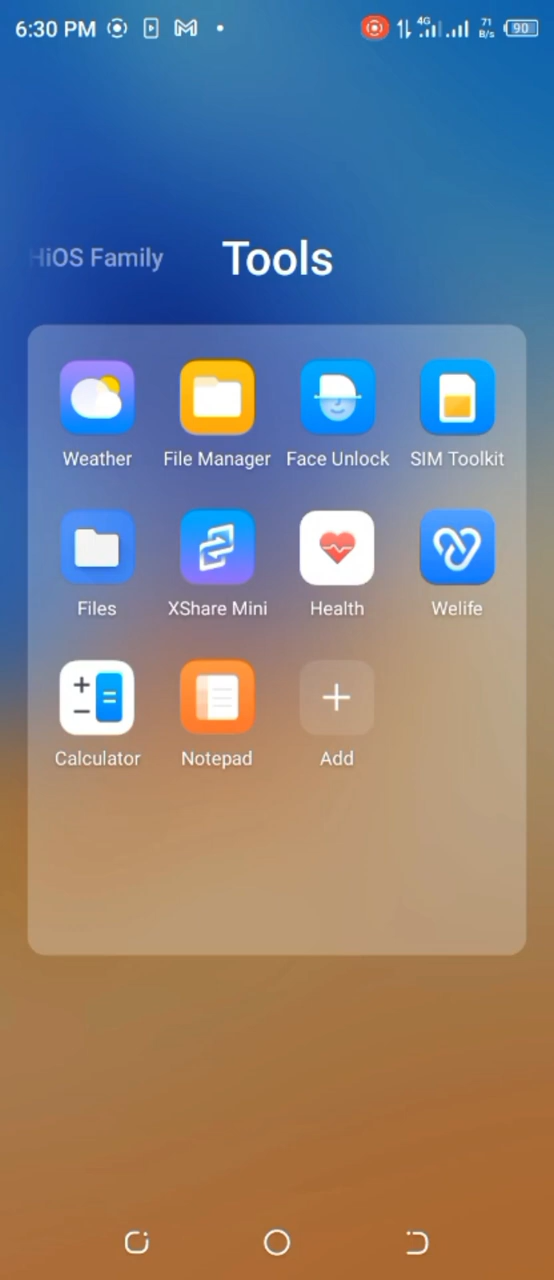 6:30 PM 4G 71 B/s 90
HiOS Family Tools
Weather File Manager Face Unlock SIM Toolkit
Files XShare Mini Health Welife
Calculator Notepad Add